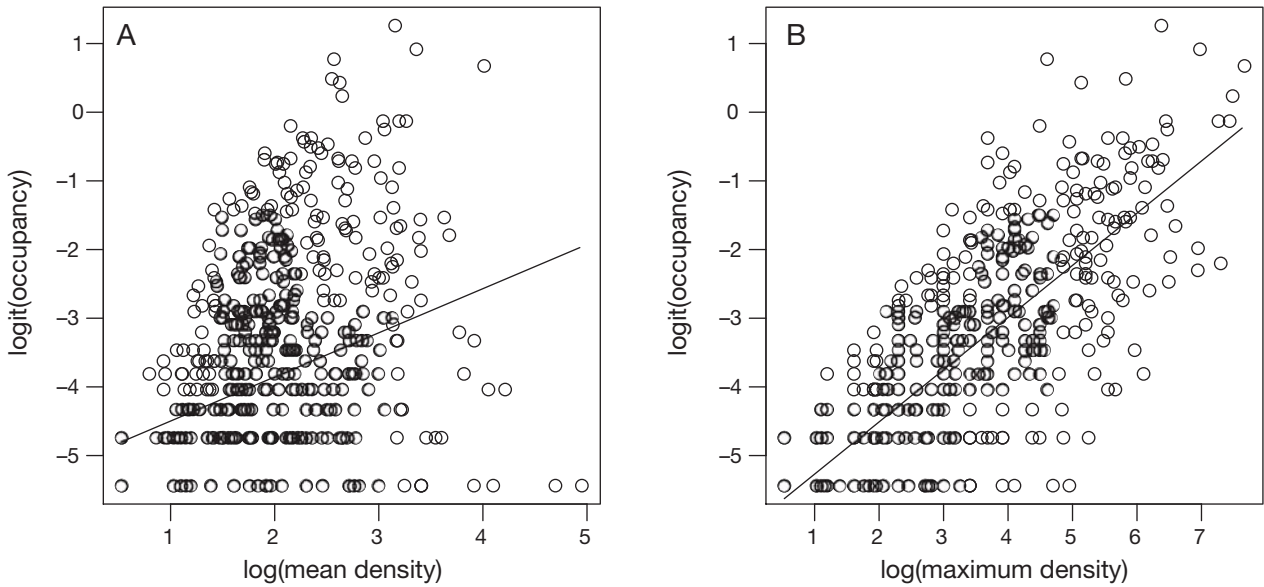 A
1
0
−1
−2
−3
−4
−5
logit(occupancy)
1 2 3 4 5
log(mean density)
B
1
0
−1
−2
−3
−4
−5
logit(occupancy)
1 2 3 4 5 6 7
log(maximum density)